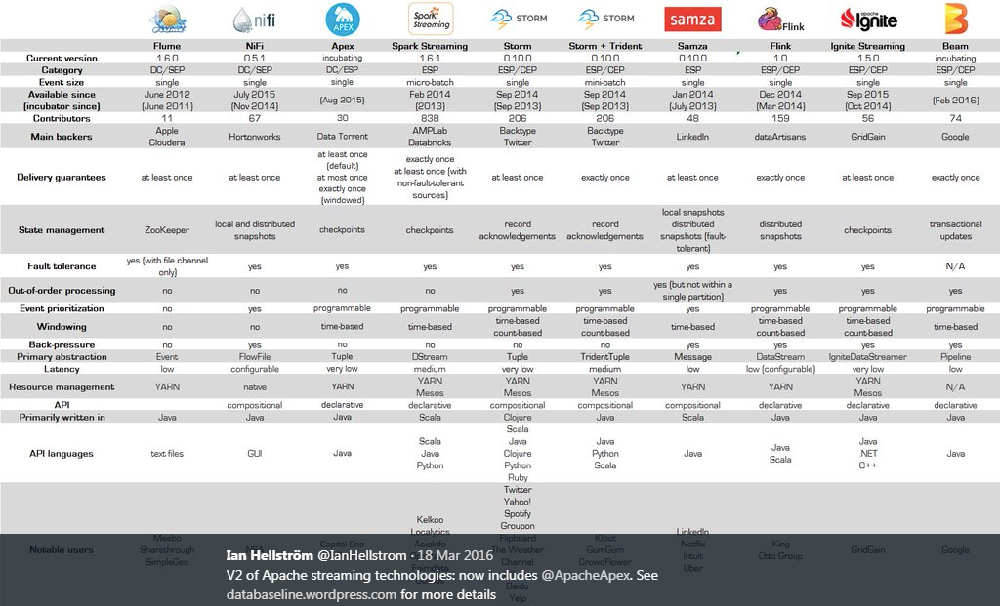 nifi APEX Spark Streaming STORM STORM samza Flink APACHE Ignite
Flume NiFi Apex Spark Streaming Storm Storm + Trident Samza Flink Ignite Streaming Beam
Current version 1.6.0 0.5.1 incubating 1.6.1 0.10.0 0.10.0 0.10.0 1.0 1.5.0 incubating
Category DC/SEP DC/SEP DC/ESP ESP ESP/CEP ESP/CEP ESP ESP/CEP ESP/CEP ESP/CEP
Event size single single single micro-batch single mini-batch single single single single
Available since June 2012 July 2015 Feb 2014 Sep 2014 Sep 2014 Jan 2014 Dec 2014 Sep 2015
(incubator since) (June 2011) (Nov 2014) (Aug 2015) (2013) (Sep 2013) (Sep 2013) (July 2013) (Mar 2014) (Oct 2014) (Feb 2016)
Contributors 11 67 30 838 206 206 48 159 56 74
Main backers Apple Hortonworks Data Torrent AMPLab Backtype Backtype LinkedIn dataArtisans GridGain Google
Cloudera Databricks Twitter Twitter
at least once
(default) exactly once
Delivery guarantees at least once at least once at most once at least once (with at least once exactly once at least once exactly once at least once exactly once
exactly once non-fault-tolerant
(windowed) sources)
local snapshots
State management ZooKeeper local and distributed checkpoints checkpoints record record distributed distributed checkpoints transactional
snapshots acknowledgements acknowledgements snapshots (fault- snapshots updates
tolerant)
Fault tolerance yes (with file channel yes yes yes yes yes yes yes yes N/A
only)
Out-of-order processing no no no no yes yes yes (but not within a yes yes yes
single partition)
Event prioritization no yes programmable programmable programmable programmable yes programmable programmable programmable
Windowing no no time-based time-based time-based time-based time-based time-based time-based time-based
count-based count-based count-based count-based
Back-pressure no yes no no no no yes yes yes yes
Primary abstraction Event FlowFile Tuple DStream Tuple TridentTuple Message DataStream IgniteDataStreamer Pipeline
Latency low configurable very low medium very low medium low low (configurable) very low low
Resource management YARN native YARN YARN YARN YARN YARN YARN YARN N/A
Mesos Mesos Mesos Mesos
API compositional declarative declarative compositional compositional compositional declarative declarative declarative
Primarily written in Java Java Java Scala Clojure Java Scala Java Java Java
Scala
Scala Java Java Java
API languages text files GUI Java Java Clojure Python Java Java .NET Java
Python Python Scala Scala C++
Ruby
Twitter
Yahoo!
Spotify
Kelkoo Groupon
Localytics Flipboard LinkedIn
Notable users Meebo Capital One AsiaInfo The Weather Klout Netflix King GridGain Google
Sharethrough Channel GumGum Intuit Otto Group
SimpleGeo CrowdFlower Uber
Baidu
Yelp
Ian Hellström @IanHellstrom · 18 Mar 2016
V2 of Apache streaming technologies: now includes @ApacheApex. See
databaseline.wordpress.com for more details